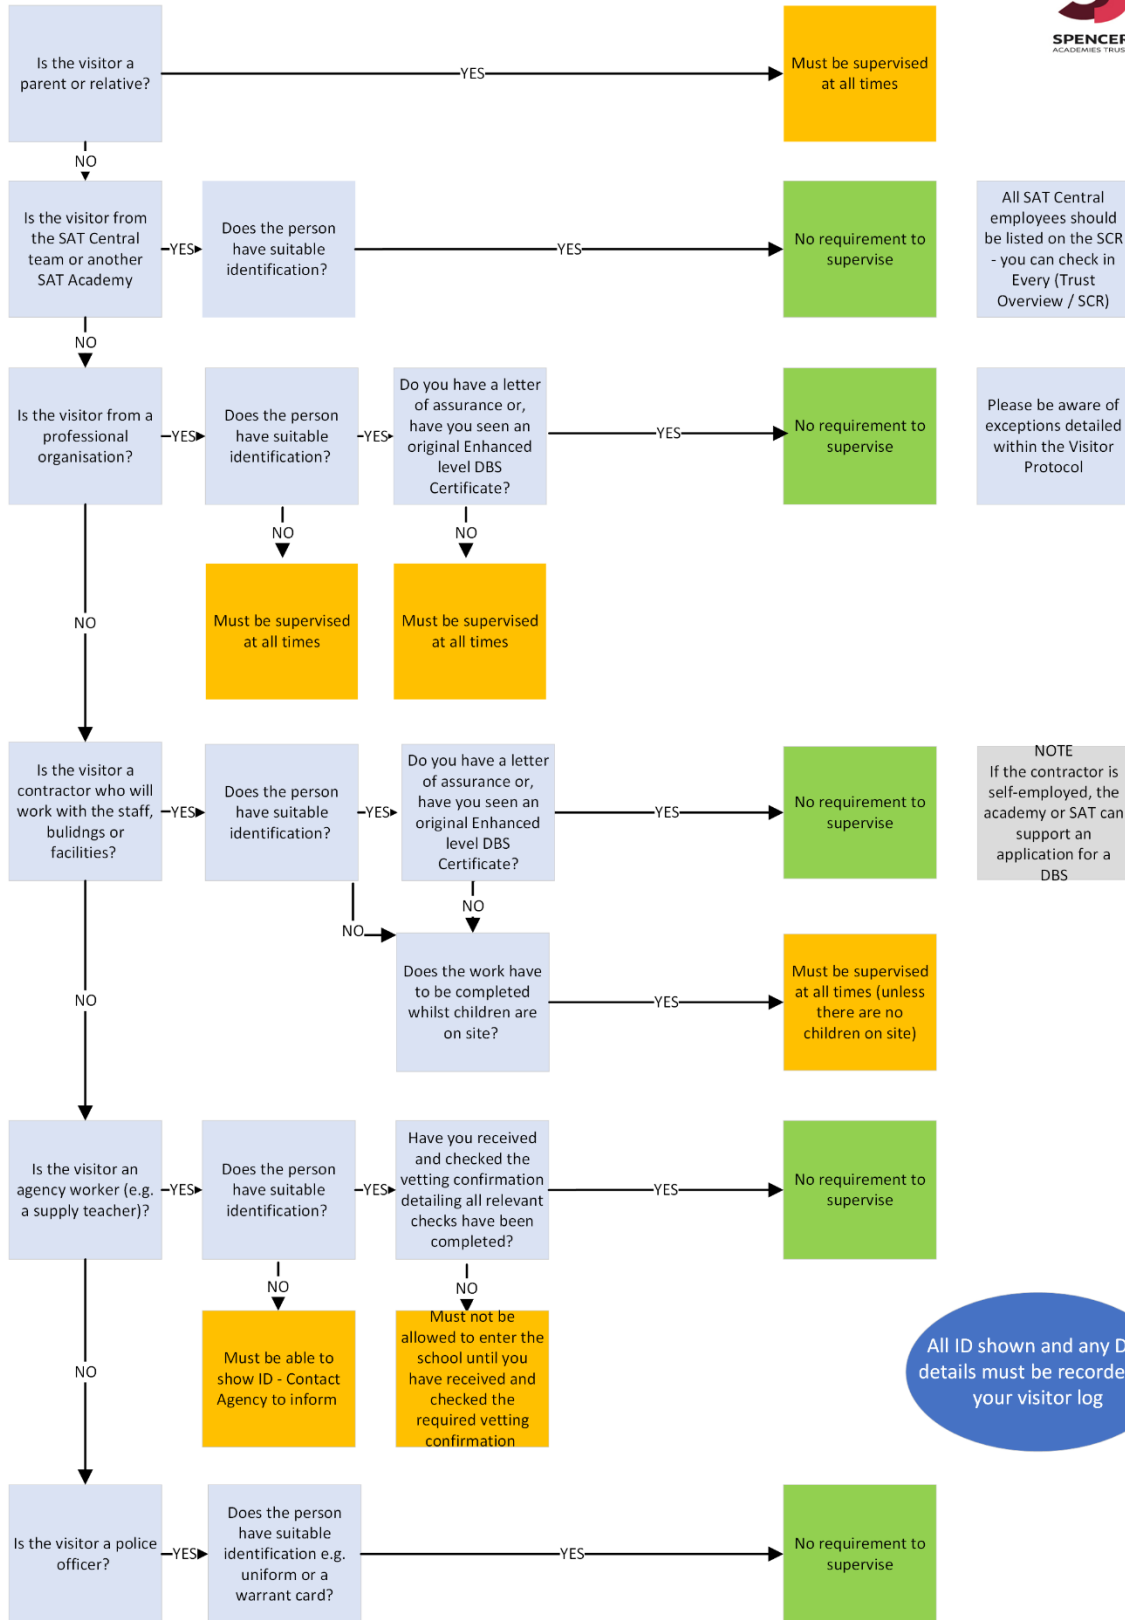 SPENCER
ACADEMIES TRUS
Is the visitor a
parent or relative?
YES
Must be supervised
at all times
NO
Is the visitor from
the SAT Central
team or another
SAT Academy
YES
Does the person
have suitable
identification?
YES
No requirement to
supervise
All SAT Central
employees should
be listed on the SCR
- you can check in
Every (Trust
Overview / SCR)
NO
Is the visitor from a
professional
organisation?
YES
Does the person
have suitable
identification?
YES
Do you have a letter
of assurance or,
have you seen an
original Enhanced
level DBS
Certificate?
YES
No requirement to
supervise
Please be aware of
exceptions detailed
within the Visitor
Protocol
NO
NO
NO
Must be supervised
at all times
Must be supervised
at all times
Is the visitor a
contractor who will
work with the staff,
bulidngs or
facilities?
YES
Does the person
have suitable
identification?
YES
Do you have a letter
of assurance or,
have you seen an
original Enhanced
level DBS
Certificate?
YES
No requirement to
supervise
NOTE
If the contractor is
self-employed, the
academy or SAT can
support an
application for a
DBS
NO
NO
NO
Does the work have
to be completed
whilst children are
on site?
YES
Must be supervised
at all times (unless
there are no
children on site)
Is the visitor an
agency worker (e.g.
a supply teacher)?
YES
Does the person
have suitable
identification?
YES
Have you received
and checked the
vetting confirmation
detailing all relevant
checks have been
completed?
YES
No requirement to
supervise
NO
NO
NO
Must be able to
show ID - Contact
Agency to inform
Must not be
allowed to enter the
school until you
have received and
checked the
required vetting
confirmation
All ID shown and any D
details must be recorde
your visitor log
Is the visitor a police
officer?
YES
Does the person
have suitable
identification e.g.
uniform or a
warrant card?
YES
No requirement to
supervise